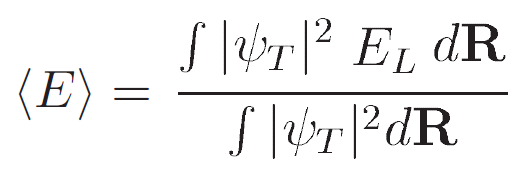 ⟨E⟩ = ∫ |ψ_T|² E_L d𝐑 / ∫ |ψ_T|² d𝐑